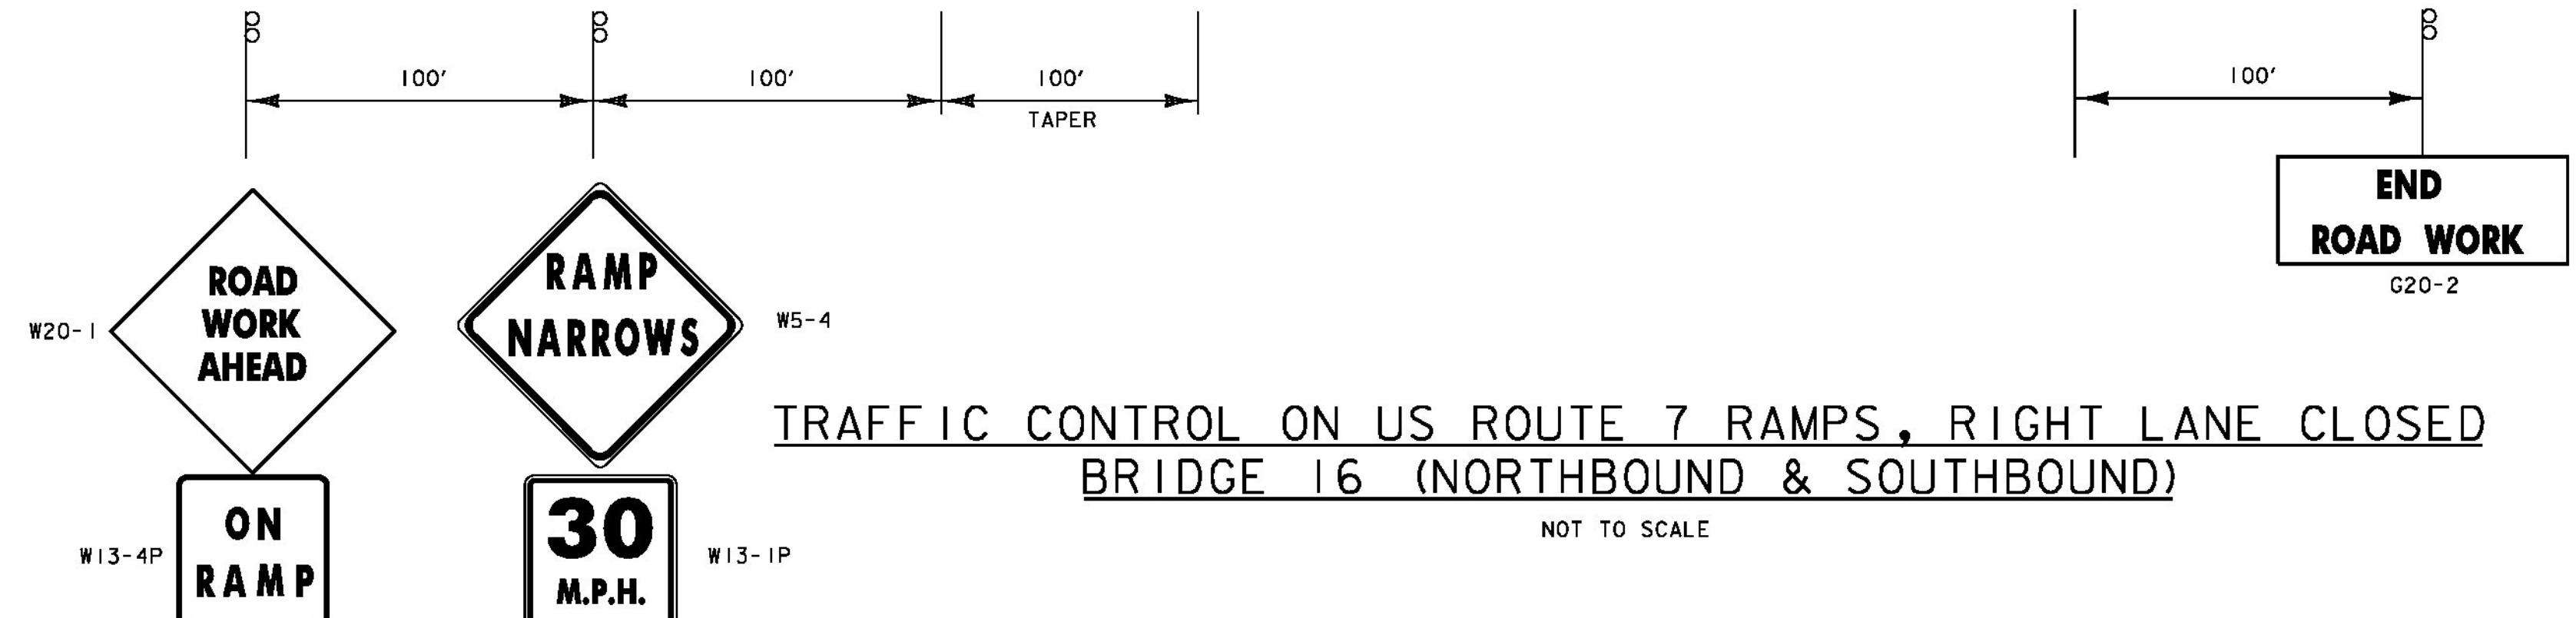 100'
100'
100'
TAPER
100'
W20-1
ROAD
WORK
AHEAD
W13-4P
ON
RAMP
RAMP
NARROWS
W5-4
30
M.P.H.
W13-1P
END
ROAD WORK
G20-2
TRAFFIC CONTROL ON US ROUTE 7 RAMPS, RIGHT LANE CLOSED
BRIDGE 16 (NORTHBOUND & SOUTHBOUND)
NOT TO SCALE